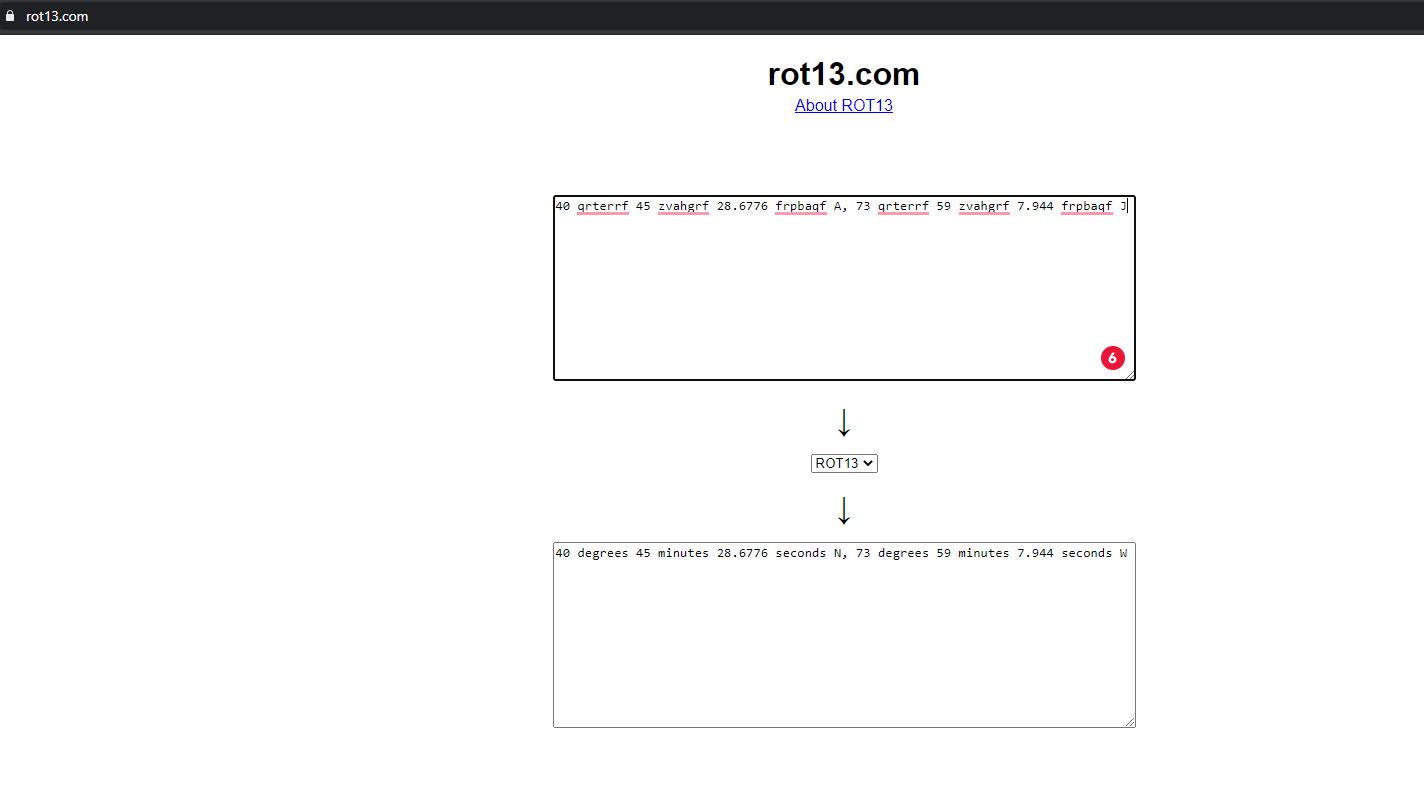 rot13.com
rot13.com
About ROT13
40 qrterrf 45 zvahgrf 28.6776 frpbaqf A, 73 qrterrf 59 zvahgrf 7.944 frpbaqf J
6
↓
ROT13
↓
40 degrees 45 minutes 28.6776 seconds N, 73 degrees 59 minutes 7.944 seconds W